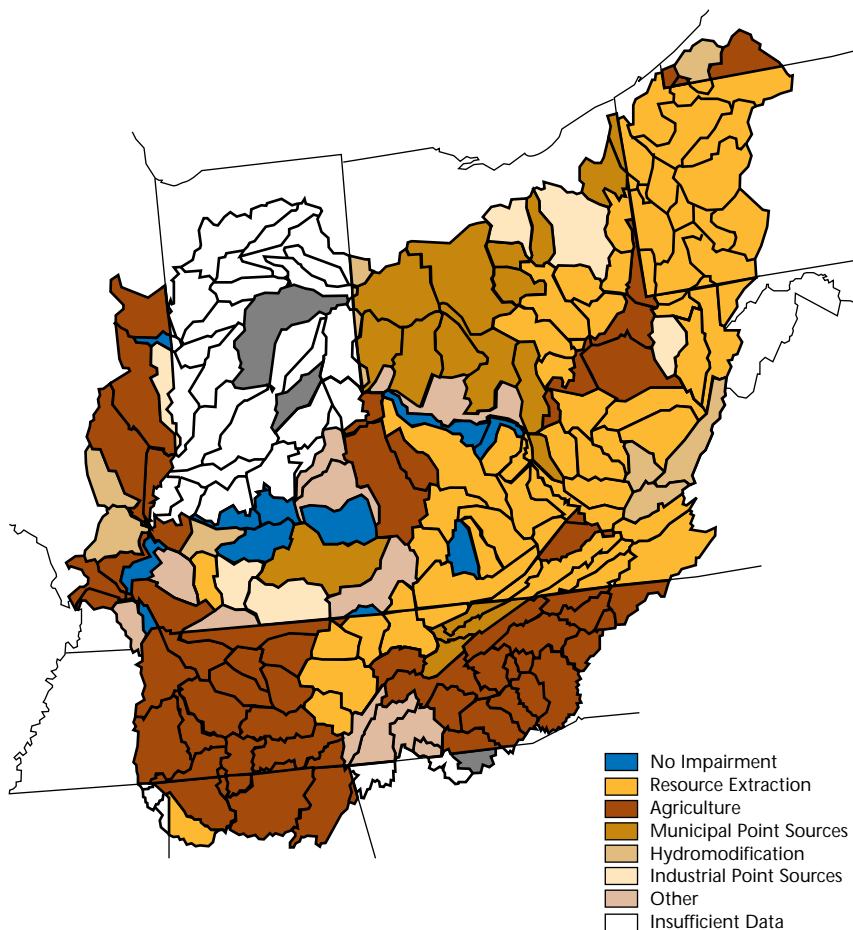 No Impairment
Resource Extraction
Agriculture
Municipal Point Sources
Hydromodification
Industrial Point Sources
Other
Insufficient Data